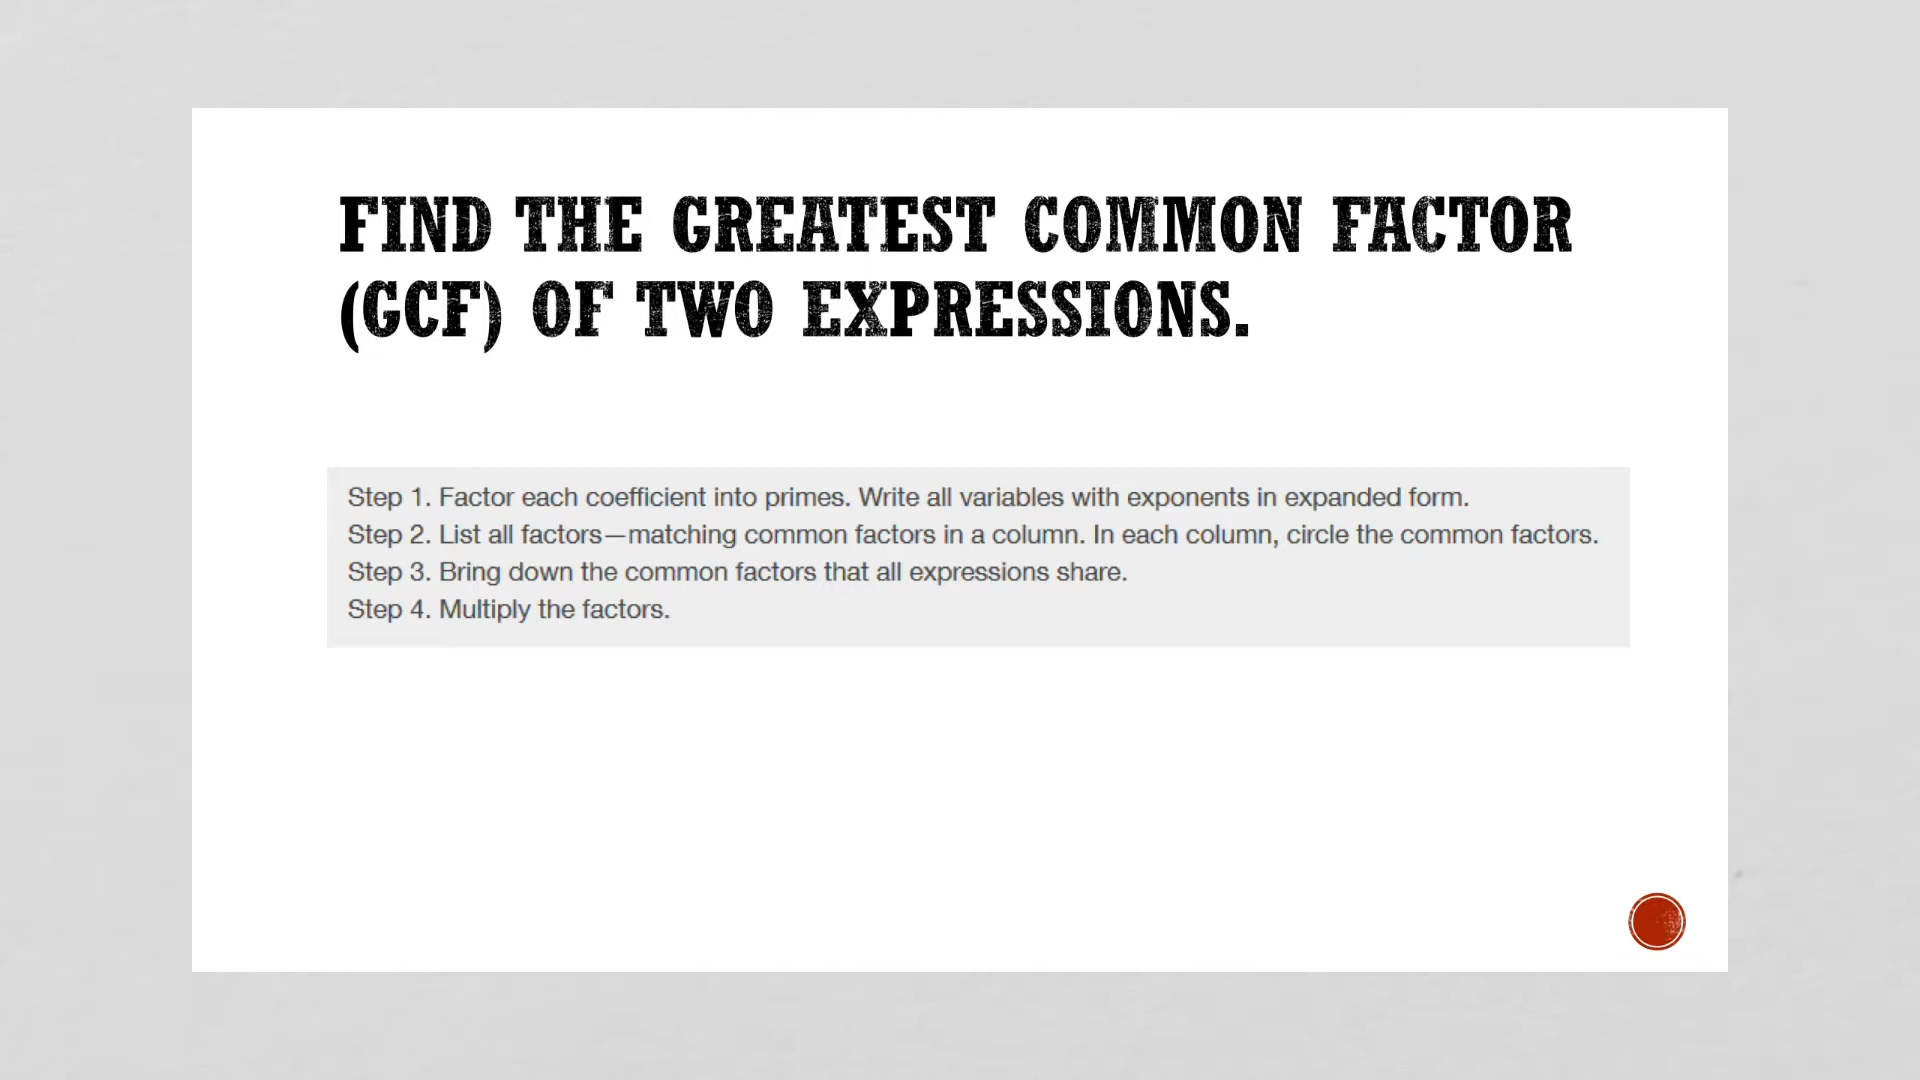 FIND THE GREATEST COMMON FACTOR
(GCF) OF TWO EXPRESSIONS.
Step 1. Factor each coefficient into primes. Write all variables with exponents in expanded form.
Step 2. List all factors—matching common factors in a column. In each column, circle the common factors.
Step 3. Bring down the common factors that all expressions share.
Step 4. Multiply the factors.